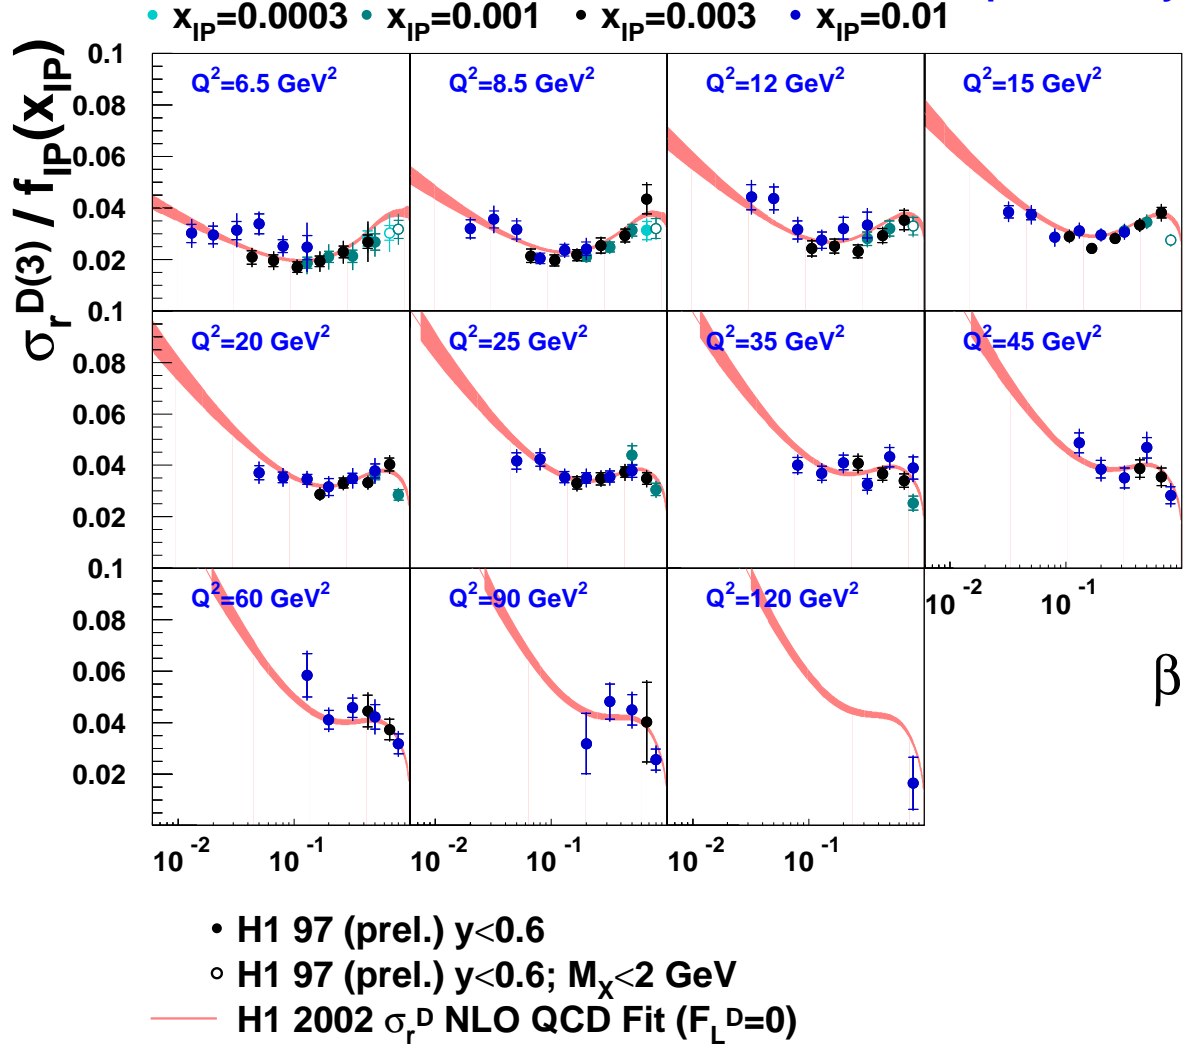 x_IP=0.0003 x_IP=0.001 x_IP=0.003 x_IP=0.01
σ_r^D(3) / f_IP(x_IP)
Q²=6.5 GeV² Q²=8.5 GeV² Q²=12 GeV² Q²=15 GeV²
0.1
0.08
0.06
0.04
0.02
Q²=20 GeV² Q²=25 GeV² Q²=35 GeV² Q²=45 GeV²
0.1
0.08
0.06
0.04
0.02
10^-2 10^-1
Q²=60 GeV² Q²=90 GeV² Q²=120 GeV²
0.1
0.08
0.06
0.04
0.02
β
10^-2 10^-1 10^-2 10^-1 10^-2 10^-1
H1 97 (prel.) y<0.6
H1 97 (prel.) y<0.6; M_X<2 GeV
H1 2002 σ_r^D NLO QCD Fit (F_L^D=0)